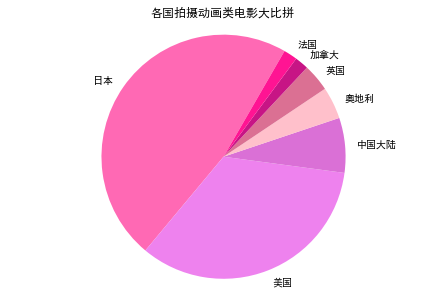 各国拍摄动画类电影大比拼
法国
加拿大
英国
奥地利
中国大陆
日本
美国